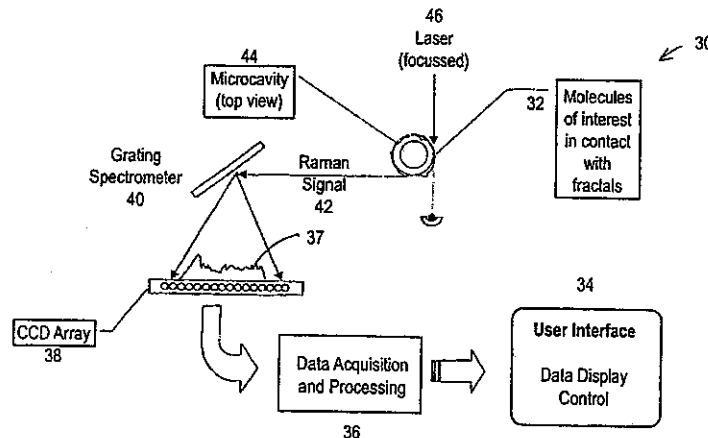 46
Laser
(focussed)
30
44
Microcavity
(top view)
32
Molecules
of interest
in contact
with
fractals
Grating
Spectrometer
40
Raman
Signal
42
37
34
CCD Array
38
Data Acquisition
and Processing
36
User Interface
Data Display
Control